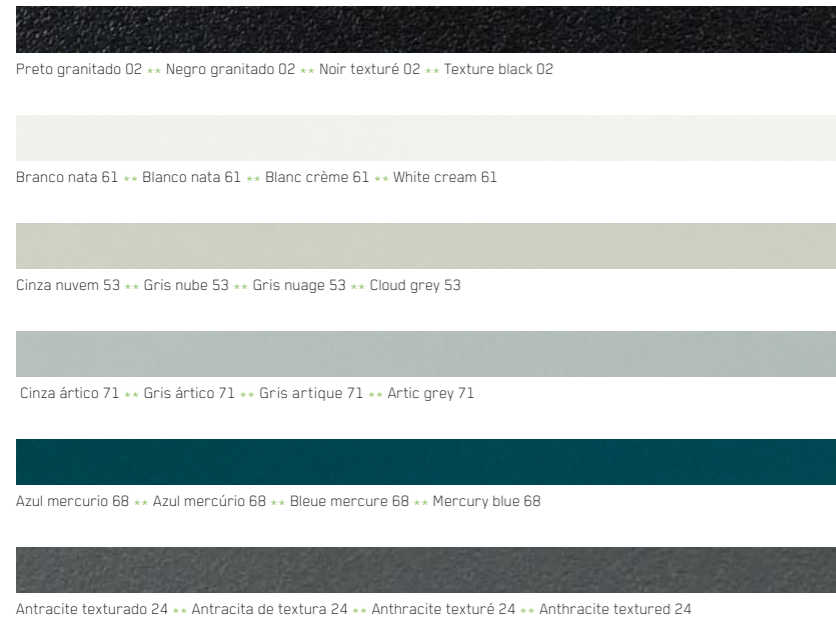 Preto granitado 02 ** Negro granitado 02 ** Noir texturé 02 ** Texture black 02
Branco nata 61 ** Blanco nata 61 ** Blanc crème 61 ** White cream 61
Cinza nuvem 53 ** Gris nube 53 ** Gris nuage 53 ** Cloud grey 53
Cinza ártico 71 ** Gris ártico 71 ** Gris artique 71 ** Artic grey 71
Azul mercurio 68 ** Azul mercúrio 68 ** Bleue mercure 68 ** Mercury blue 68
Antracite texturado 24 ** Antracita de textura 24 ** Anthracite texturé 24 ** Anthracite textured 24